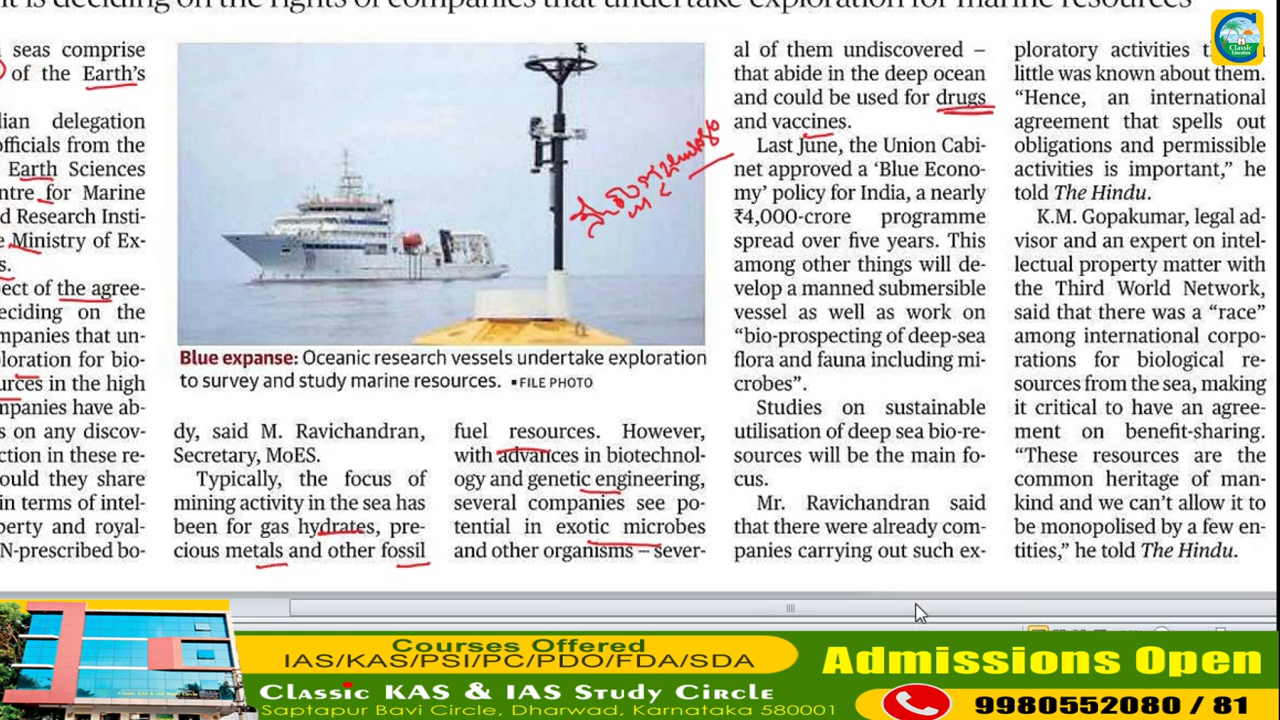 t is deciding on the rights of companies that undertake exploration for marine resources
seas comprise
of the Earth's
lian delegation
officials from the
Earth Sciences
ntre for Marine
d Research Insti-
e Ministry of Ex-
s.
ect of the agree-
eciding on the
mpanies that un-
loration for bio-
urces in the high
mpanies have ab-
s on any discov-
ction in these re-
ould they share
in terms of intel-
perty and royal-
N-prescribed bo-
Blue expanse: Oceanic research vessels undertake exploration
to survey and study marine resources. ▪FILE PHOTO
dy, said M. Ravichandran,
Secretary, MoES.
Typically, the focus of
mining activity in the sea has
been for gas hydrates, pre-
cious metals and other fossil
fuel resources. However,
with advances in biotechnol-
ogy and genetic engineering,
several companies see po-
tential in exotic microbes
and other organisms – sever-
al of them undiscovered –
that abide in the deep ocean
and could be used for drugs
and vaccines.
Last June, the Union Cabi-
net approved a ‘Blue Econo-
my’ policy for India, a nearly
₹4,000-crore programme
spread over five years. This
among other things will de-
velop a manned submersible
vessel as well as work on
“bio-prospecting of deep-sea
flora and fauna including mi-
crobes”.
Studies on sustainable
utilisation of deep sea bio-re-
sources will be the main fo-
cus.
Mr. Ravichandran said
that there were already com-
panies carrying out such ex-
ploratory activities
little was known about them.
“Hence, an international
agreement that spells out
obligations and permissible
activities is important,” he
told The Hindu.
K.M. Gopakumar, legal ad-
visor and an expert on intel-
lectual property matter with
the Third World Network,
said that there was a “race”
among international corpo-
rations for biological re-
sources from the sea, making
it critical to have an agree-
ment on benefit-sharing.
“These resources are the
common heritage of man-
kind and we can’t allow it to
be monopolised by a few en-
tities,” he told The Hindu.
Classic
Education
Courses Offered
IAS/KAS/PSI/PC/PDO/FDA/SDA
Classic KAS & IAS Study Circle
Saptapur Bavi Circle, Dharwad, Karnataka 580001
Admissions Open
9980552080 / 81